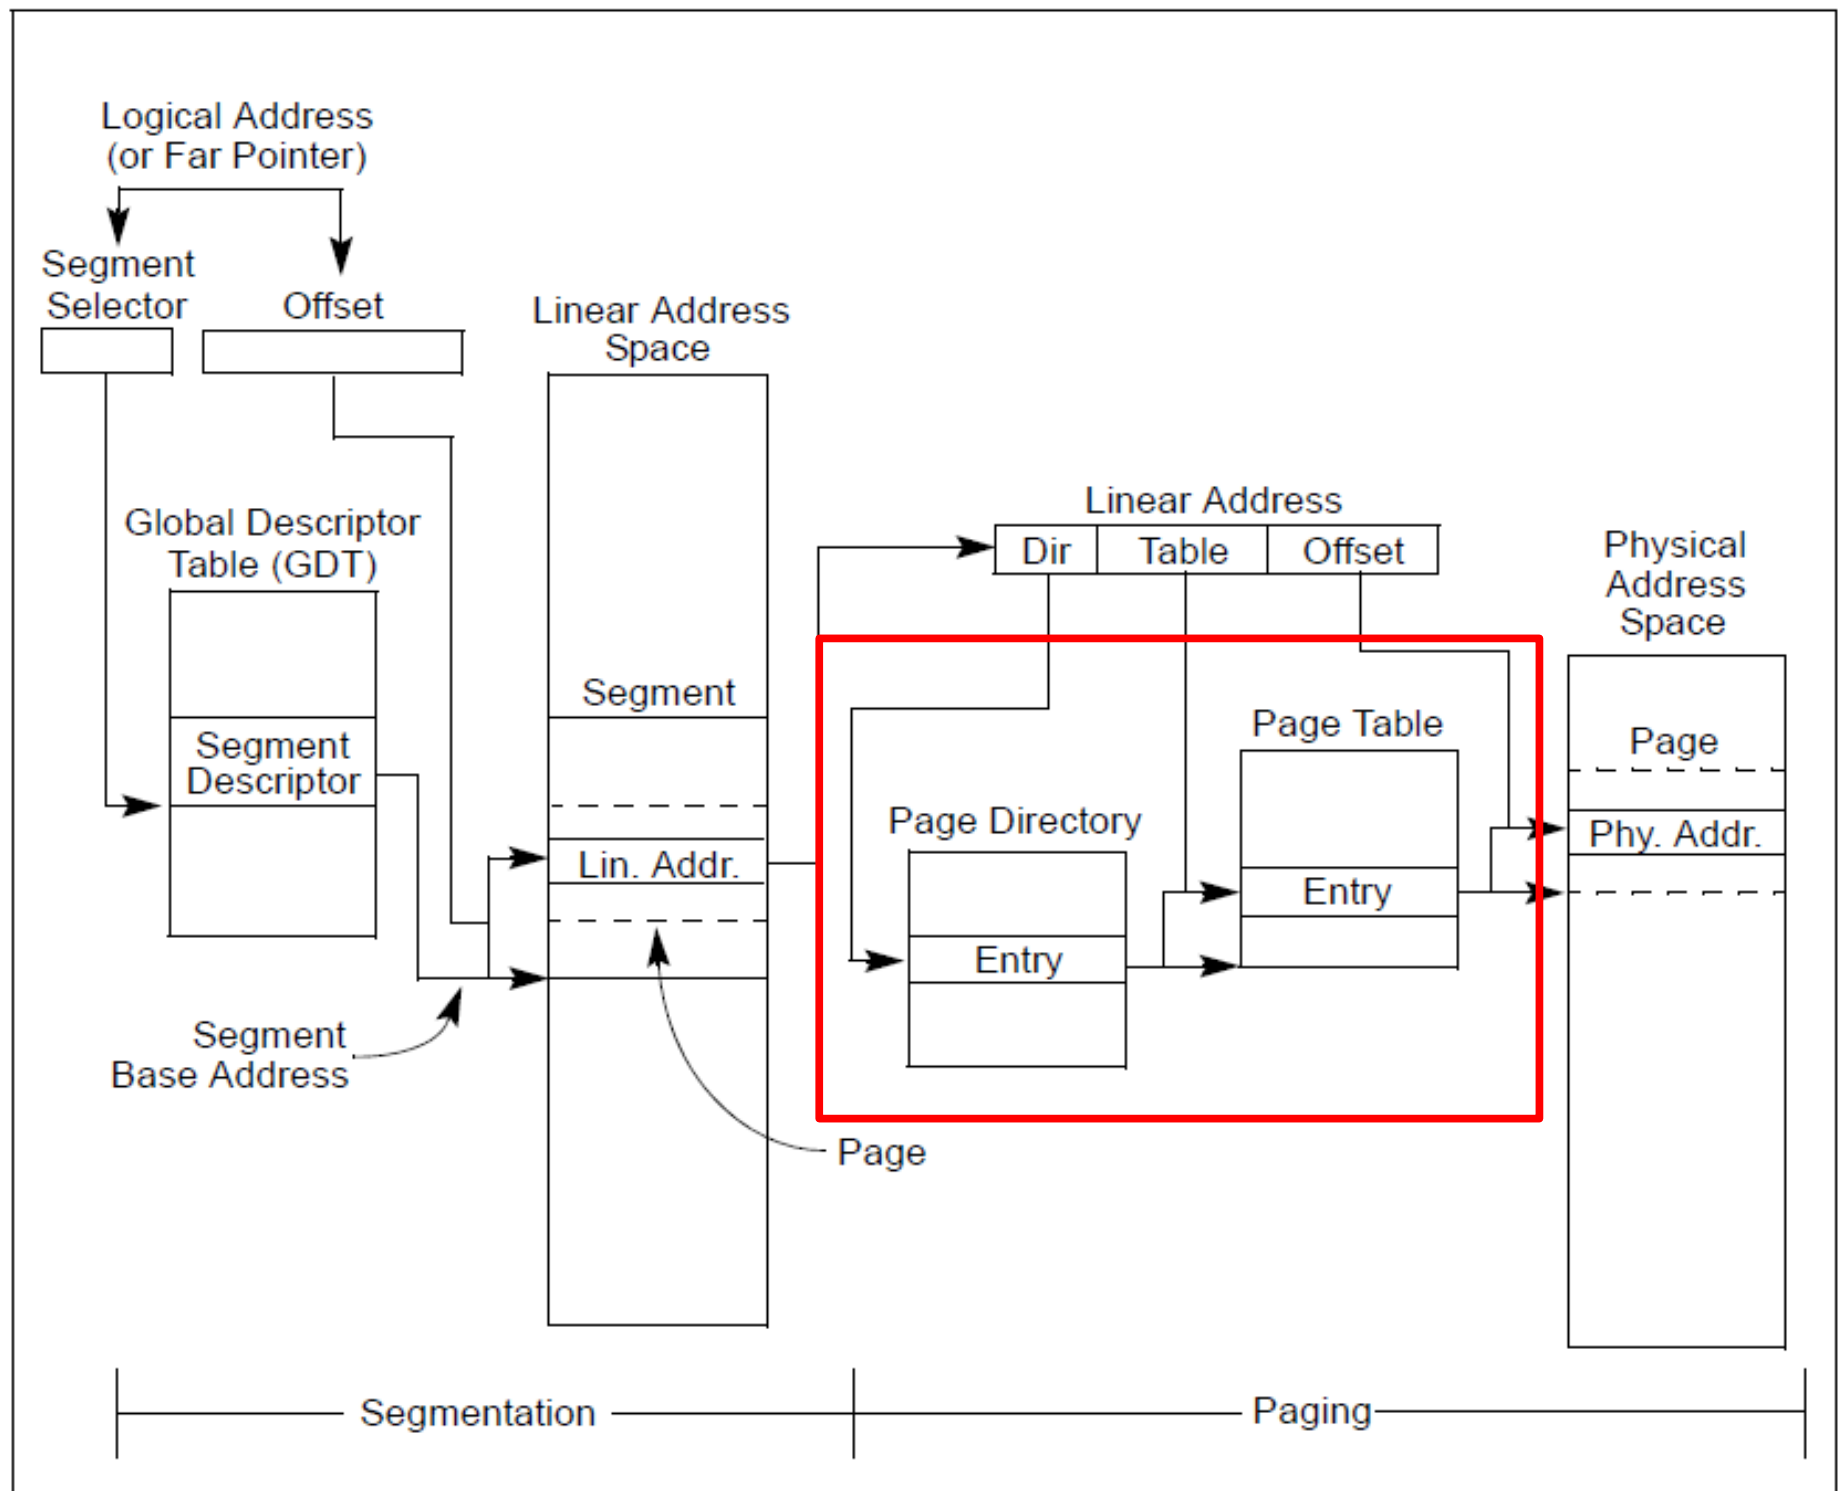 Logical Address
(or Far Pointer)
Segment
Selector
Offset
Linear Address
Space
Global Descriptor
Table (GDT)
Linear Address
Dir
Table
Offset
Physical
Address
Space
Segment
Segment
Descriptor
Page Table
Page
Page Directory
Lin. Addr.
Phy. Addr.
Entry
Entry
Segment
Base Address
Page
Segmentation
Paging